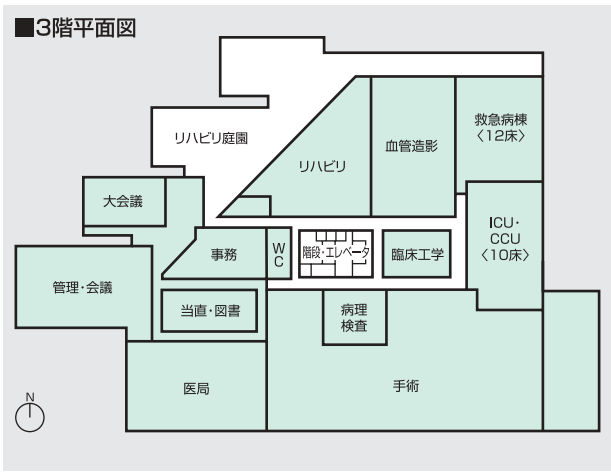 ■3階平面図
救急病棟
〈12床〉
リハビリ庭園
血管造影
リハビリ
大会議
ICU・
CCU
〈10床〉
事務
W
C
階段・エレベータ
臨床工学
管理・会議
当直・図書
病理
検査
医局
手術
N